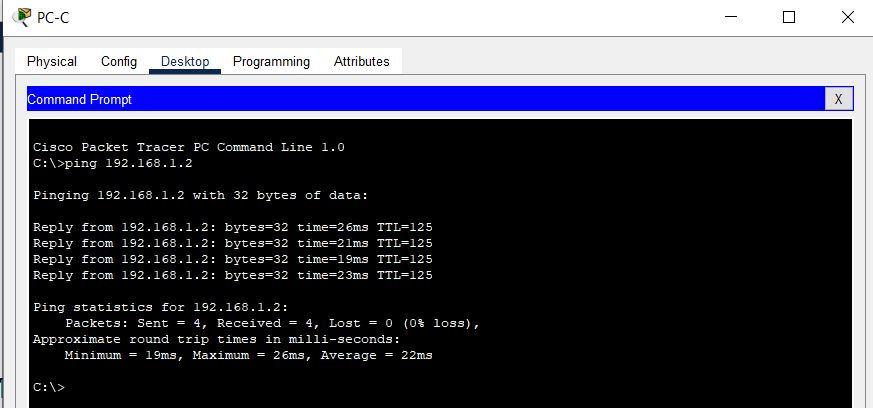 PC-C
Physical Config Desktop Programming Attributes
Command Prompt X
Cisco Packet Tracer PC Command Line 1.0
C:\>ping 192.168.1.2
Pinging 192.168.1.2 with 32 bytes of data:
Reply from 192.168.1.2: bytes=32 time=26ms TTL=125
Reply from 192.168.1.2: bytes=32 time=21ms TTL=125
Reply from 192.168.1.2: bytes=32 time=19ms TTL=125
Reply from 192.168.1.2: bytes=32 time=23ms TTL=125
Ping statistics for 192.168.1.2:
    Packets: Sent = 4, Received = 4, Lost = 0 (0% loss),
Approximate round trip times in milli-seconds:
    Minimum = 19ms, Maximum = 26ms, Average = 22ms
C:\>